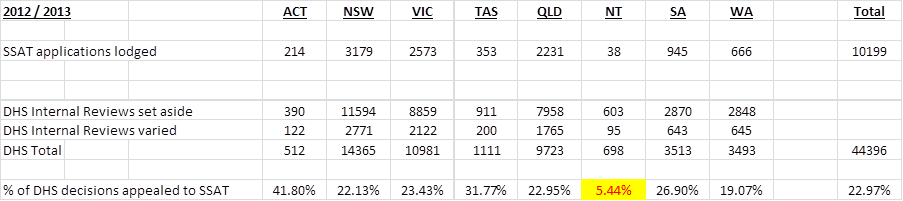 2012 / 2013 ACT NSW VIC TAS QLD NT SA WA Total
SSAT applications lodged 214 3179 2573 353 2231 38 945 666 10199
DHS Internal Reviews set aside 390 11594 8859 911 7958 603 2870 2848
DHS Internal Reviews varied 122 2771 2122 200 1765 95 643 645
DHS Total 512 14365 10981 1111 9723 698 3513 3493 44396
% of DHS decisions appealed to SSAT 41.80% 22.13% 23.43% 31.77% 22.95% 5.44% 26.90% 19.07% 22.97%